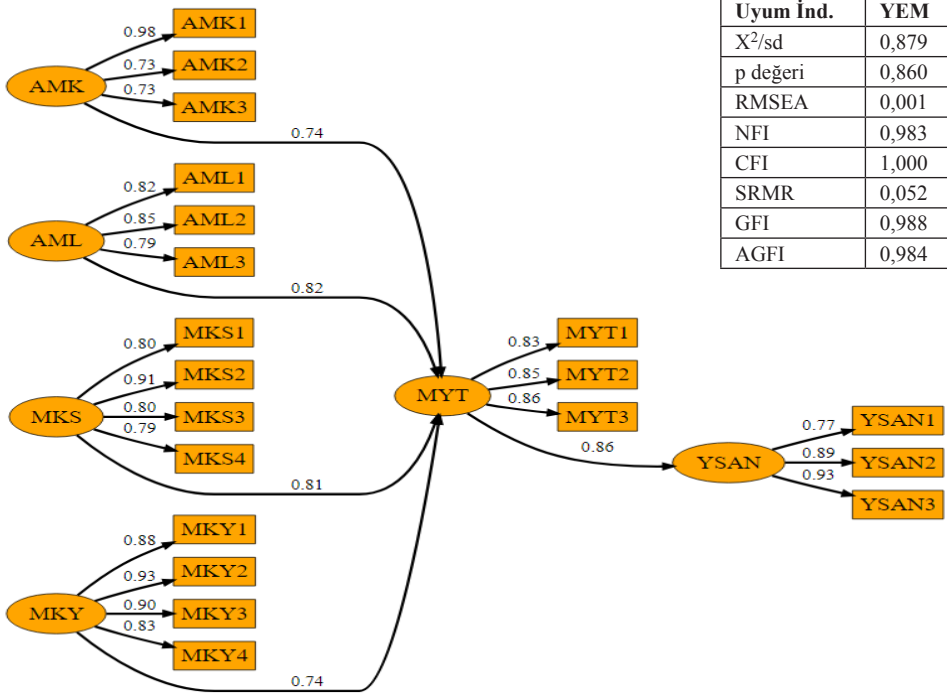 AMK
0.98
AMK1
0.73
AMK2
0.73
AMK3
0.74
AML
0.82
AML1
0.85
AML2
0.79
AML3
0.82
MKS
0.80
MKS1
0.91
MKS2
0.80
MKS3
0.79
MKS4
0.81
MKY
0.88
MKY1
0.93
MKY2
0.90
MKY3
0.83
MKY4
0.74
MYT
0.83
MYT1
0.85
MYT2
0.86
MYT3
0.86
YSAN
0.77
YSAN1
0.89
YSAN2
0.93
YSAN3
Uyum İnd. YEM
X²/sd 0,879
p değeri 0,860
RMSEA 0,001
NFI 0,983
CFI 1,000
SRMR 0,052
GFI 0,988
AGFI 0,984